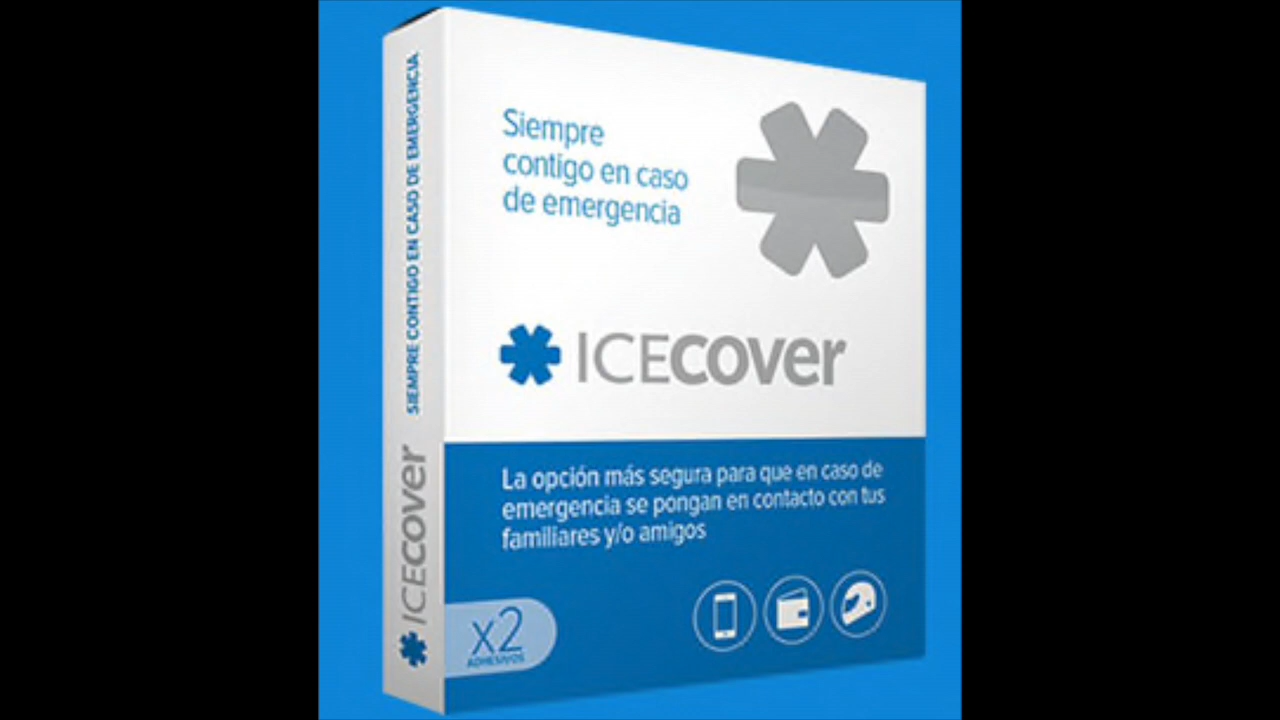 SIEMPRE CONTIGO EN CASO DE EMERGENCIA
ICECOVER
Siempre
contigo en caso
de emergencia
ICECOVER
La opción más segura para que en caso de
emergencia se pongan en contacto con tus
familiares y/o amigos
x2
ADHESIVOS